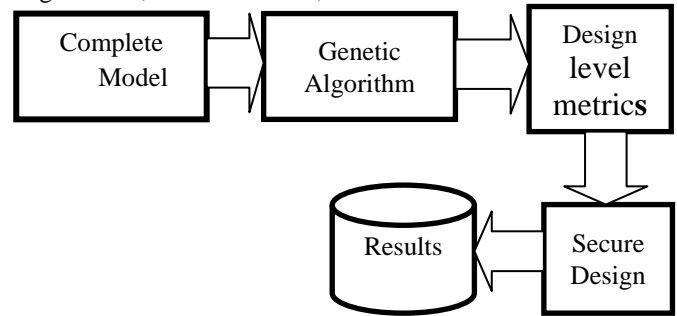 Complete
Model
Genetic
Algorithm
Design
level
metrics
Secure
Design
Results